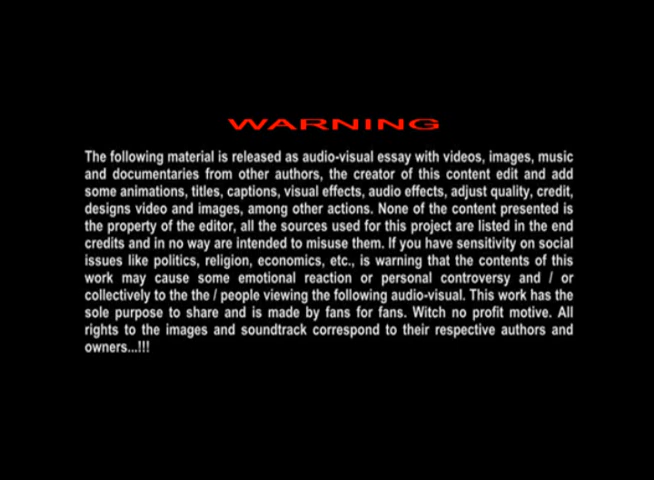 WARNING
The following material is released as audio-visual essay with videos, images, music
and documentaries from other authors, the creator of this content edit and add
some animations, titles, captions, visual effects, audio effects, adjust quality, credit,
designs video and images, among other actions. None of the content presented is
the property of the editor, all the sources used for this project are listed in the end
credits and in no way are intended to misuse them. If you have sensitivity on social
issues like politics, religion, economics, etc., is warning that the contents of this
work may cause some emotional reaction or personal controversy and / or
collectively to the the / people viewing the following audio-visual. This work has the
sole purpose to share and is made by fans for fans. Witch no profit motive. All
rights to the images and soundtrack correspond to their respective authors and
owners...!!!